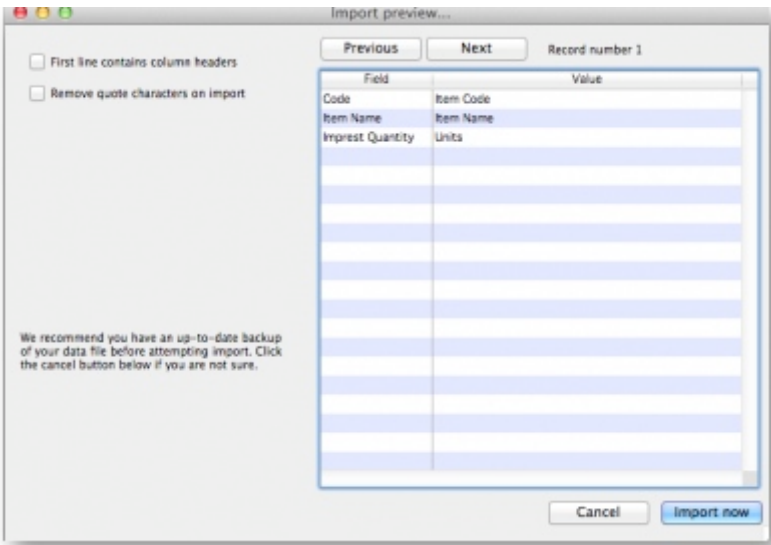 Import preview...
Previous Next Record number 1
First line contains column headers
Remove quote characters on import
Field Value
Code Item Code
Item Name Item Name
Imprest Quantity Units
We recommend you have an up-to-date backup
of your data file before attempting import. Click
the cancel button below if you are not sure.
Cancel Import now